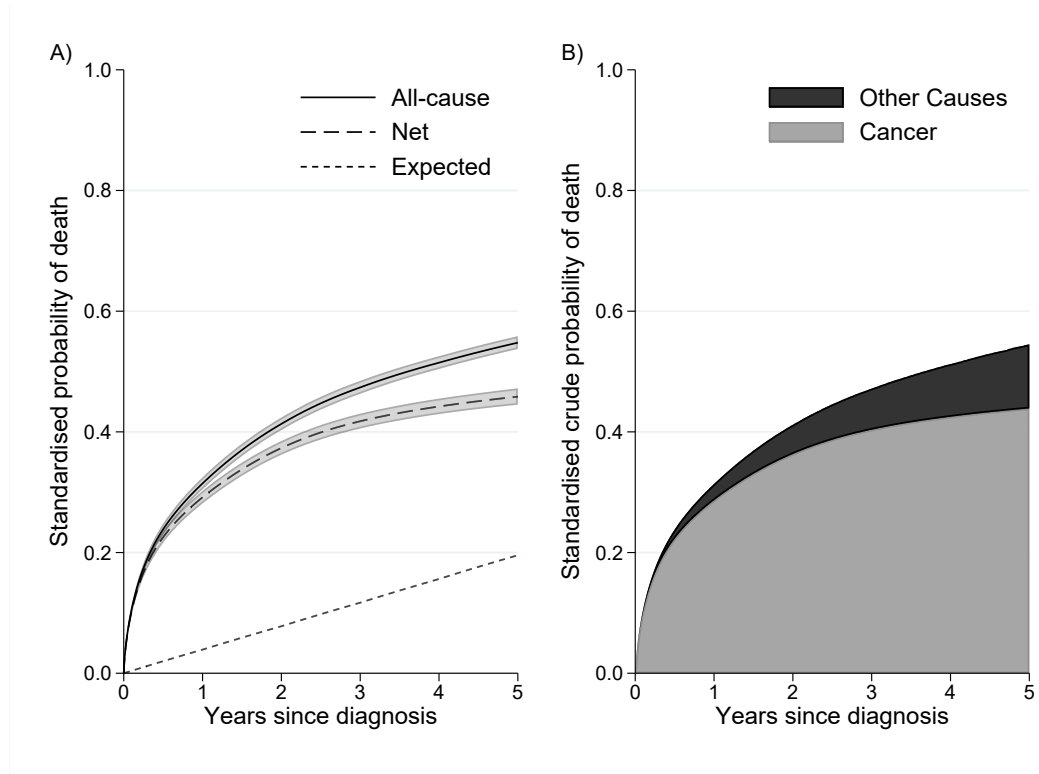 A)
Standardised probability of death
1.0
0.8
0.6
0.4
0.2
0.0
All-cause
Net
Expected
0 1 2 3 4 5
Years since diagnosis
B)
Standardised crude probability of death
1.0
0.8
0.6
0.4
0.2
0.0
Other Causes
Cancer
0 1 2 3 4 5
Years since diagnosis